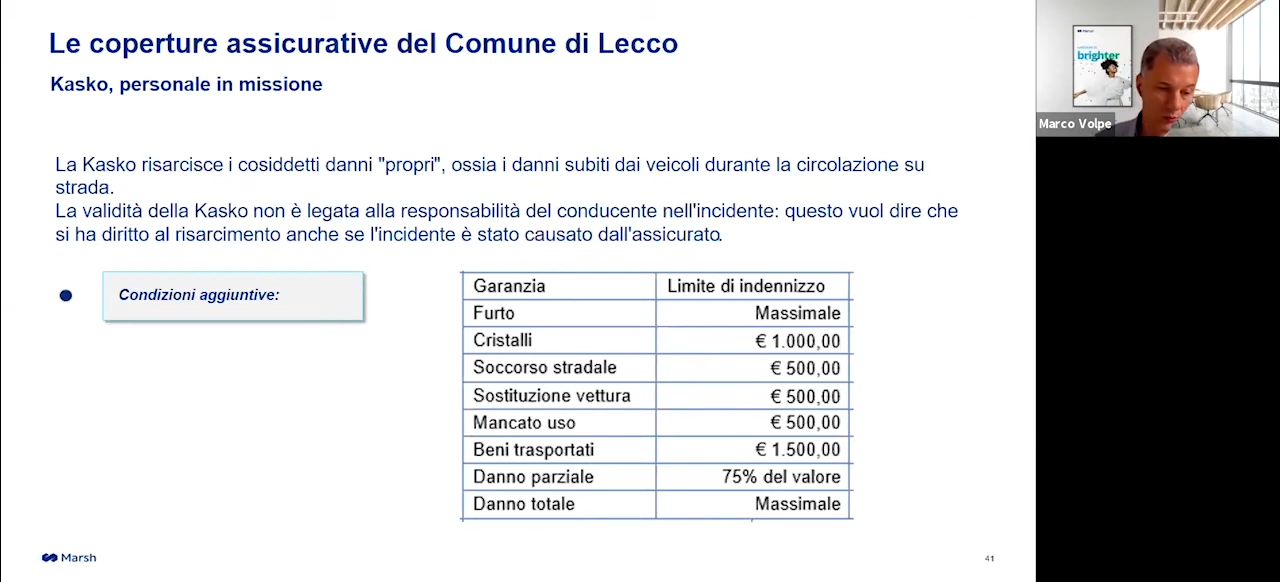 Le coperture assicurative del Comune di Lecco
Kasko, personale in missione
La Kasko risarcisce i cosiddetti danni "propri", ossia i danni subiti dai veicoli durante la circolazione su
strada.
La validità della Kasko non è legata alla responsabilità del conducente nell'incidente: questo vuol dire che
si ha diritto al risarcimento anche se l'incidente è stato causato dall'assicurato.
Condizioni aggiuntive:
Garanzia Limite di indennizzo
Furto Massimale
Cristalli € 1.000,00
Soccorso stradale € 500,00
Sostituzione vettura € 500,00
Mancato uso € 500,00
Beni trasportati € 1.500,00
Danno parziale 75% del valore
Danno totale Massimale
Marsh
41
brighter
Marco Volpe